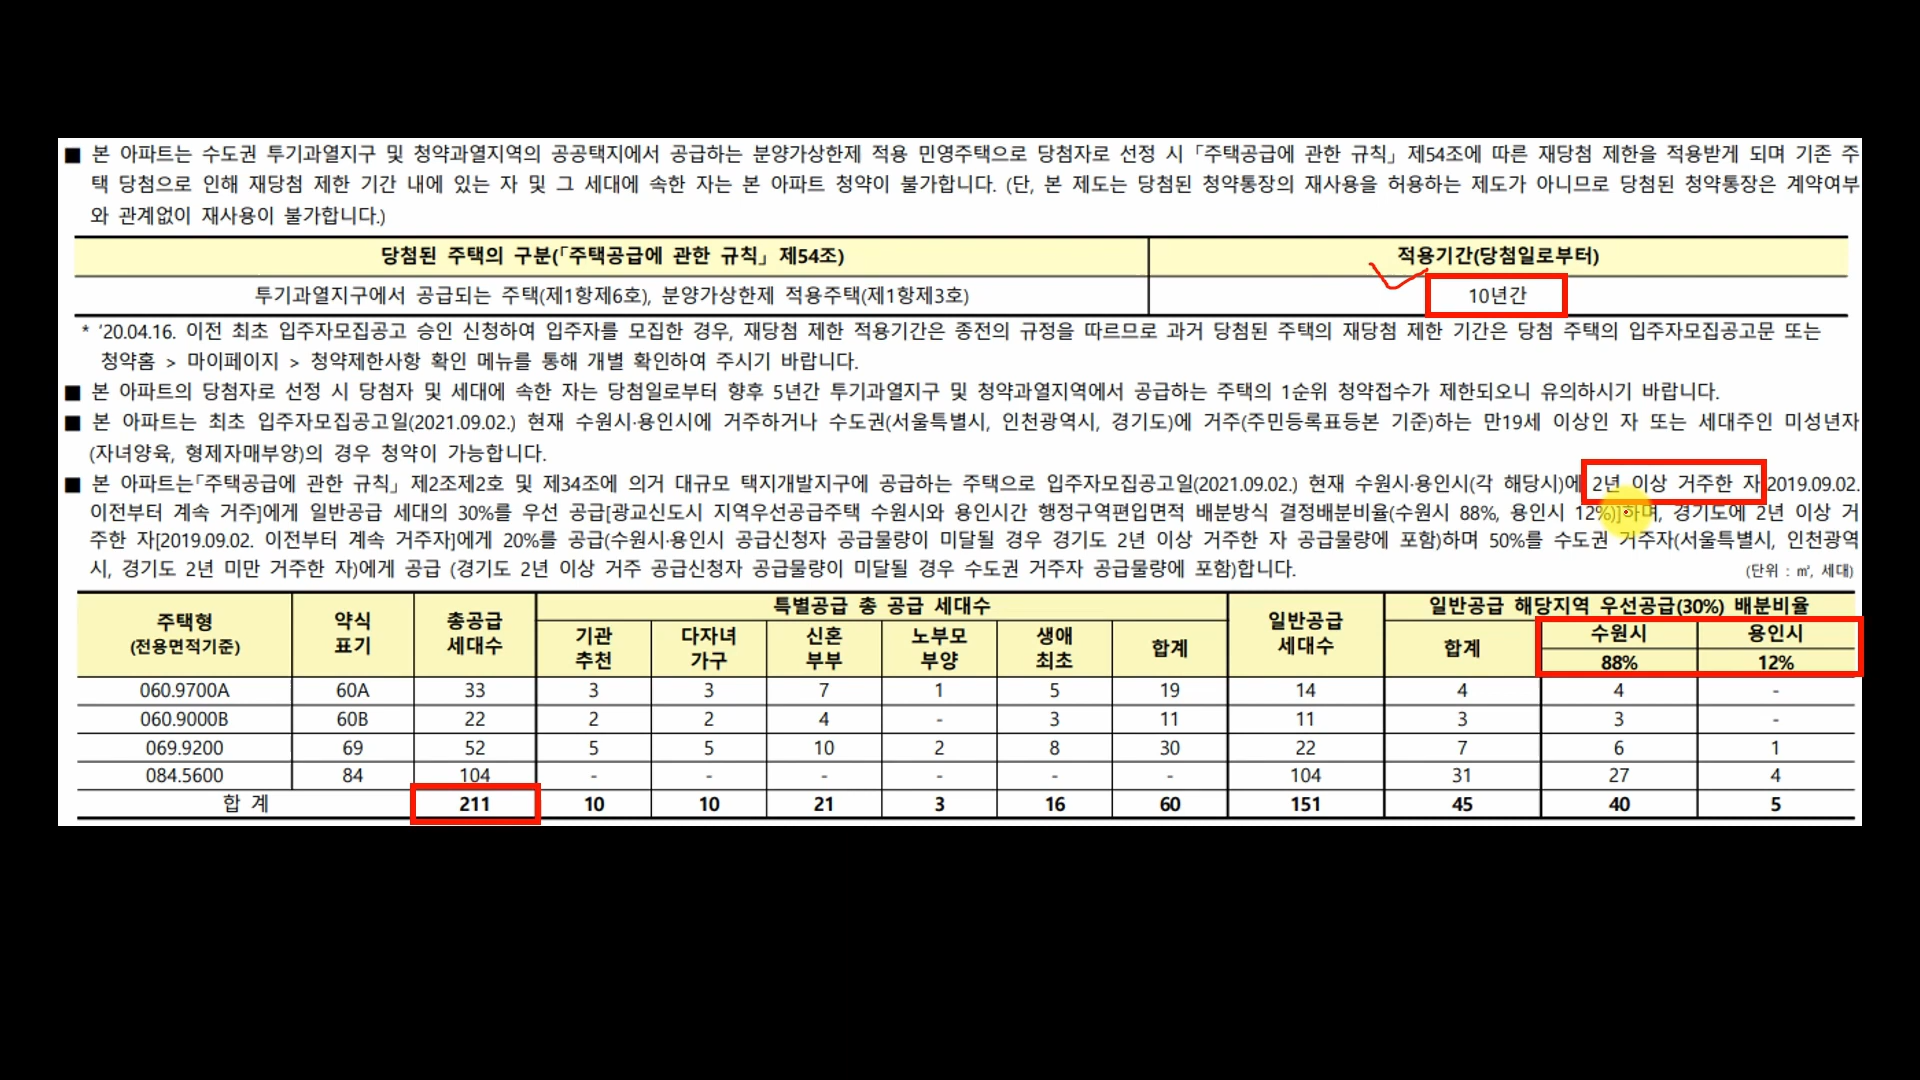 ■ 본 아파트는 수도권 투기과열지구 및 청약과열지역의 공공택지에서 공급하는 분양가상한제 적용 민영주택으로 당첨자로 선정 시 「주택공급에 관한 규칙」 제54조에 따른 재당첨 제한을 적용받게 되며 기존 주
택 당첨으로 인해 재당첨 제한 기간 내에 있는 자 및 그 세대에 속한 자는 본 아파트 청약이 불가합니다. (단, 본 제도는 당첨된 청약통장의 재사용을 허용하는 제도가 아니므로 당첨된 청약통장은 계약여부
와 관계없이 재사용이 불가합니다.)
당첨된 주택의 구분(「주택공급에 관한 규칙」 제54조) 적용기간(당첨일로부터)
투기과열지구에서 공급되는 주택(제1항제6호), 분양가상한제 적용주택(제1항제3호) 10년간
* '20.04.16. 이전 최초 입주자모집공고 승인 신청하여 입주자를 모집한 경우, 재당첨 제한 적용기간은 종전의 규정을 따르므로 과거 당첨된 주택의 재당첨 제한 기간은 당첨 주택의 입주자모집공고문 또는
청약홈 > 마이페이지 > 청약제한사항 확인 메뉴를 통해 개별 확인하여 주시기 바랍니다.
■ 본 아파트의 당첨자로 선정 시 당첨자 및 세대에 속한 자는 당첨일로부터 향후 5년간 투기과열지구 및 청약과열지역에서 공급하는 주택의 1순위 청약접수가 제한되오니 유의하시기 바랍니다.
■ 본 아파트는 최초 입주자모집공고일(2021.09.02.) 현재 수원시·용인시에 거주하거나 수도권(서울특별시, 인천광역시, 경기도)에 거주(주민등록표등본 기준)하는 만19세 이상인 자 또는 세대주인 미성년자
(자녀양육, 형제자매부양)의 경우 청약이 가능합니다.
■ 본 아파트는「주택공급에 관한 규칙」 제2조제2호 및 제34조에 의거 대규모 택지개발지구에 공급하는 주택으로 입주자모집공고일(2021.09.02.) 현재 수원시·용인시(각 해당시)에 2년 이상 거주한 자 2019.09.02.
이전부터 계속 거주]에게 일반공급 세대의 30%를 우선 공급[광교신도시 지역우선공급주택 수원시와 용인시간 행정구역편입면적 배분방식 결정배분비율(수원시 88%, 용인시 12%)]하며, 경기도에 2년 이상 거
주한 자[2019.09.02. 이전부터 계속 거주자]에게 20%를 공급(수원시·용인시 공급신청자 공급물량이 미달될 경우 경기도 2년 이상 거주한 자 공급물량에 포함)하며 50%를 수도권 거주자(서울특별시, 인천광역
시, 경기도 2년 미만 거주한 자)에게 공급 (경기도 2년 이상 거주 공급신청자 공급물량이 미달될 경우 수도권 거주자 공급물량에 포함)합니다.
(단위 : ㎡, 세대)
주택형 약식 총공급 특별공급 총 공급 세대수 일반공급 일반공급 해당지역 우선공급(30%) 배분비율
(전용면적기준) 표기 세대수 기관 다자녀 신혼 노부모 생애 합계 세대수 합계 수원시 용인시
추천 가구 부부 부양 최초 88% 12%
060.9700A 60A 33 3 3 7 1 5 19 14 4 4 -
060.9000B 60B 22 2 2 4 - 3 11 11 3 3 -
069.9200 69 52 5 5 10 2 8 30 22 7 6 1
084.5600 84 104 - - - - - - 104 31 27 4
합 계 211 10 10 21 3 16 60 151 45 40 5